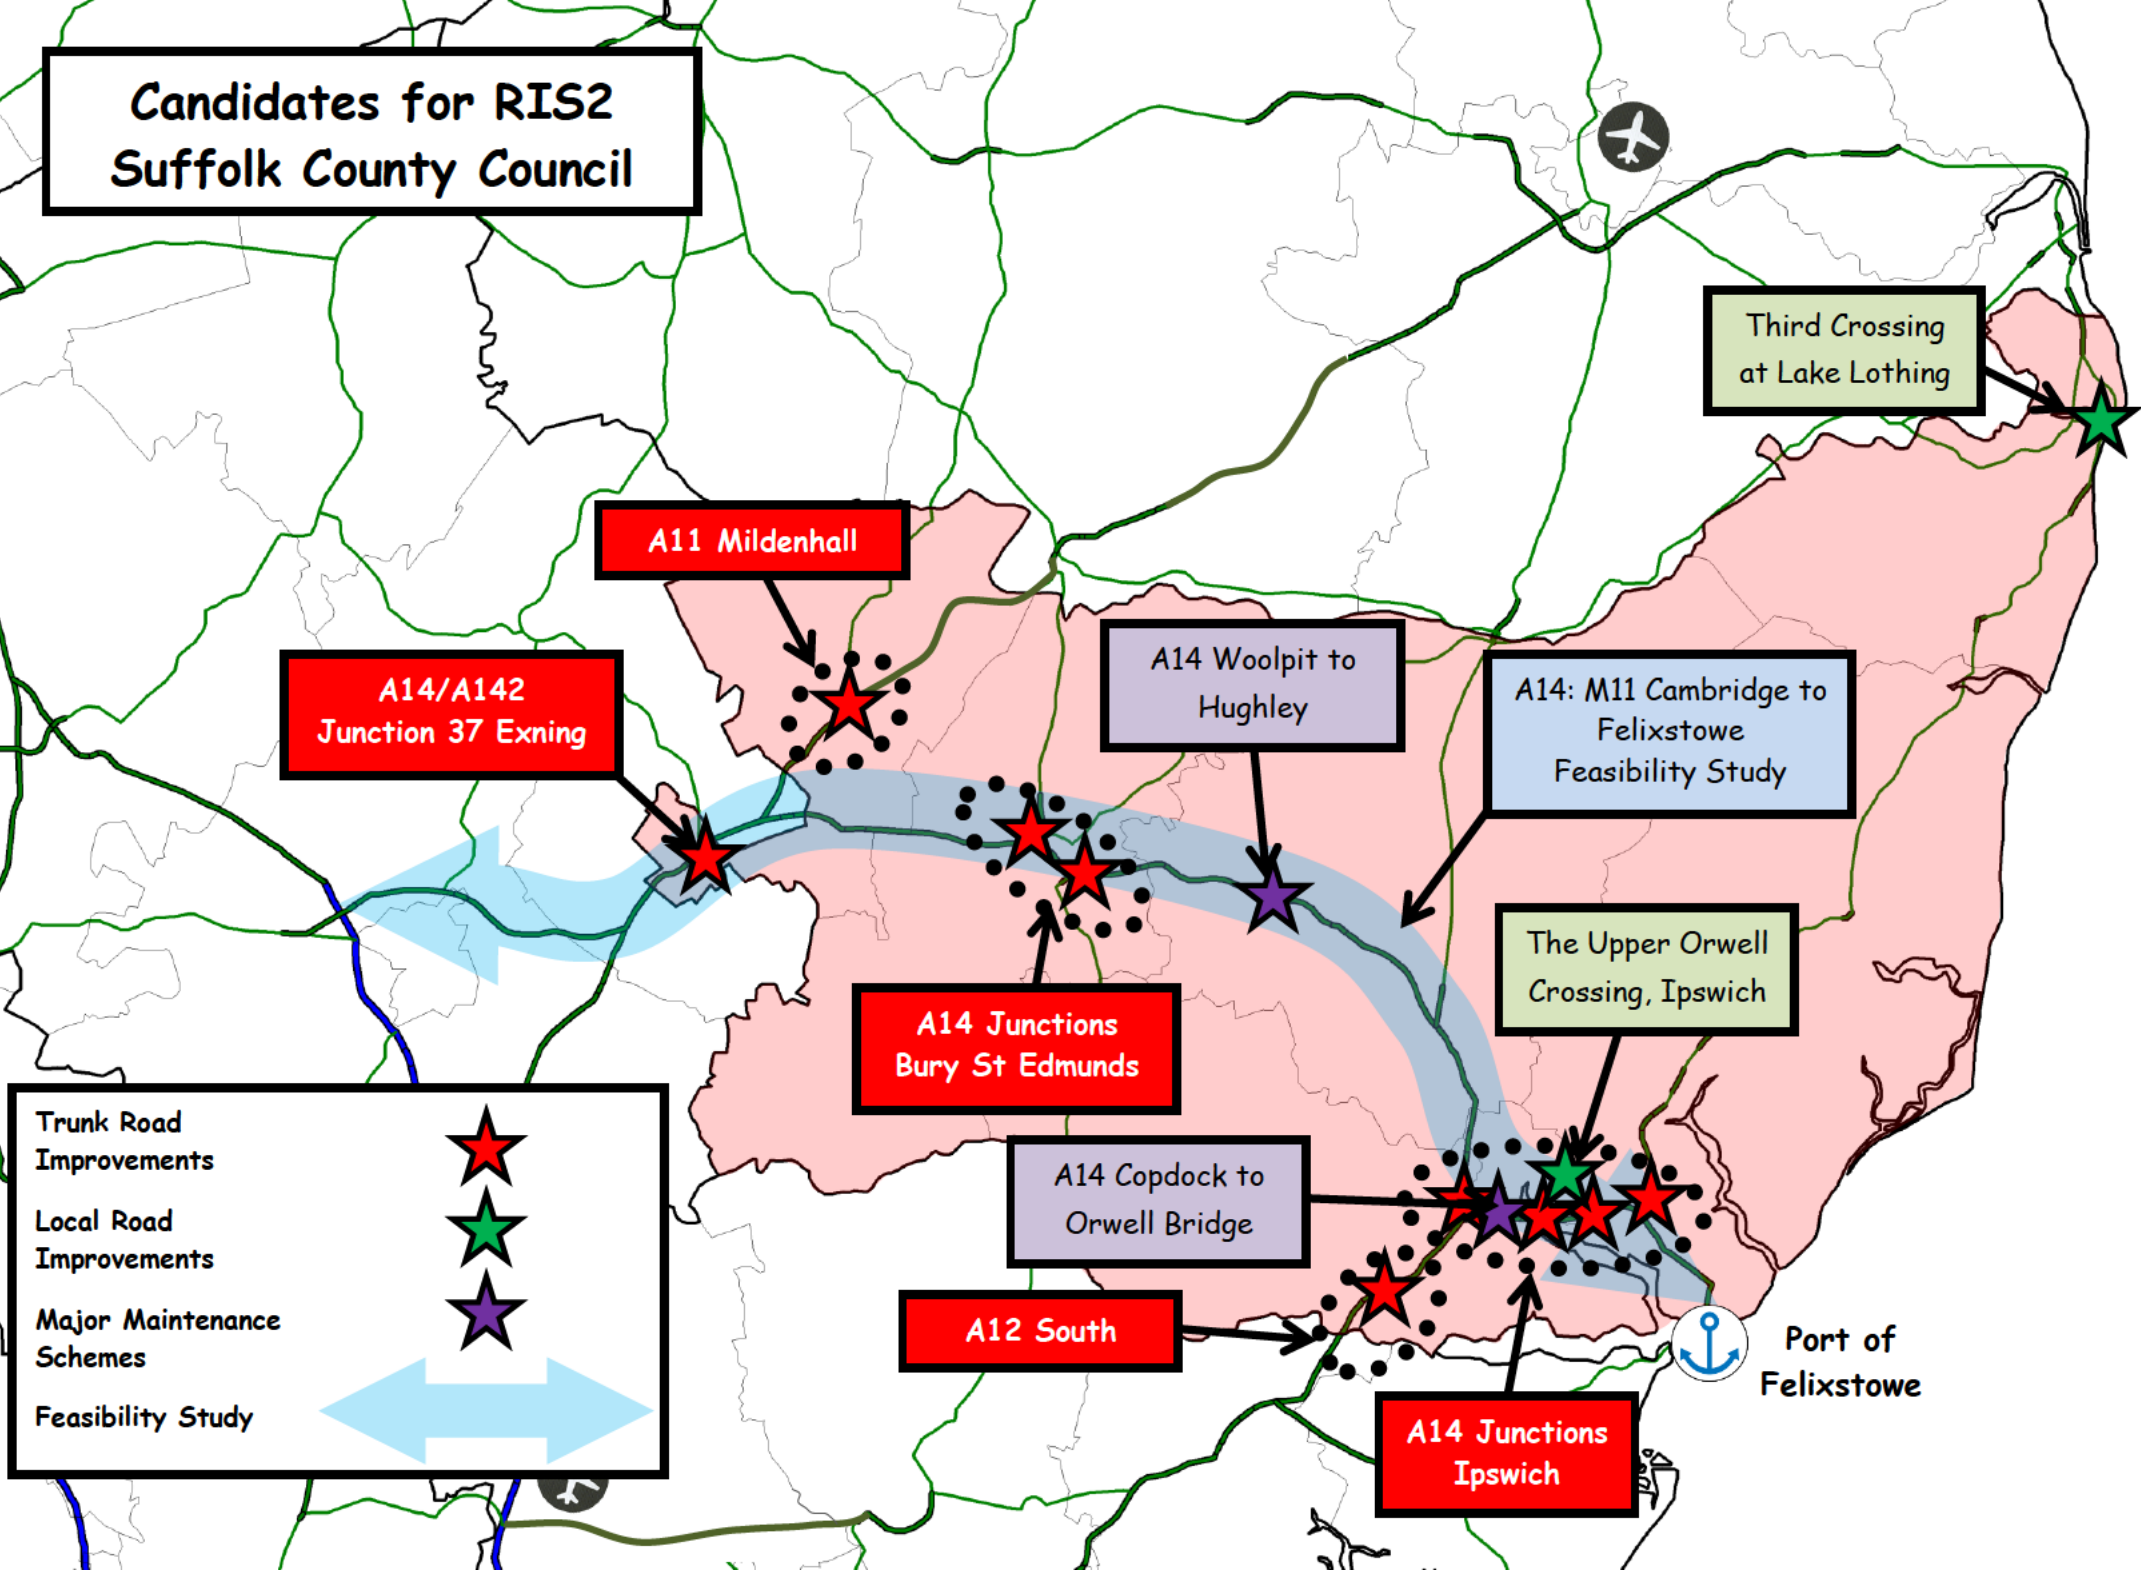 Candidates for RIS2
Suffolk County Council
Third Crossing
at Lake Lothing
A11 Mildenhall
A14/A142
Junction 37 Exning
A14 Woolpit to
Hughley
A14: M11 Cambridge to
Felixstowe
Feasibility Study
The Upper Orwell
Crossing, Ipswich
A14 Junctions
Bury St Edmunds
A14 Copdock to
Orwell Bridge
A12 South
A14 Junctions
Ipswich
Port of
Felixstowe
Trunk Road
Improvements
Local Road
Improvements
Major Maintenance
Schemes
Feasibility Study